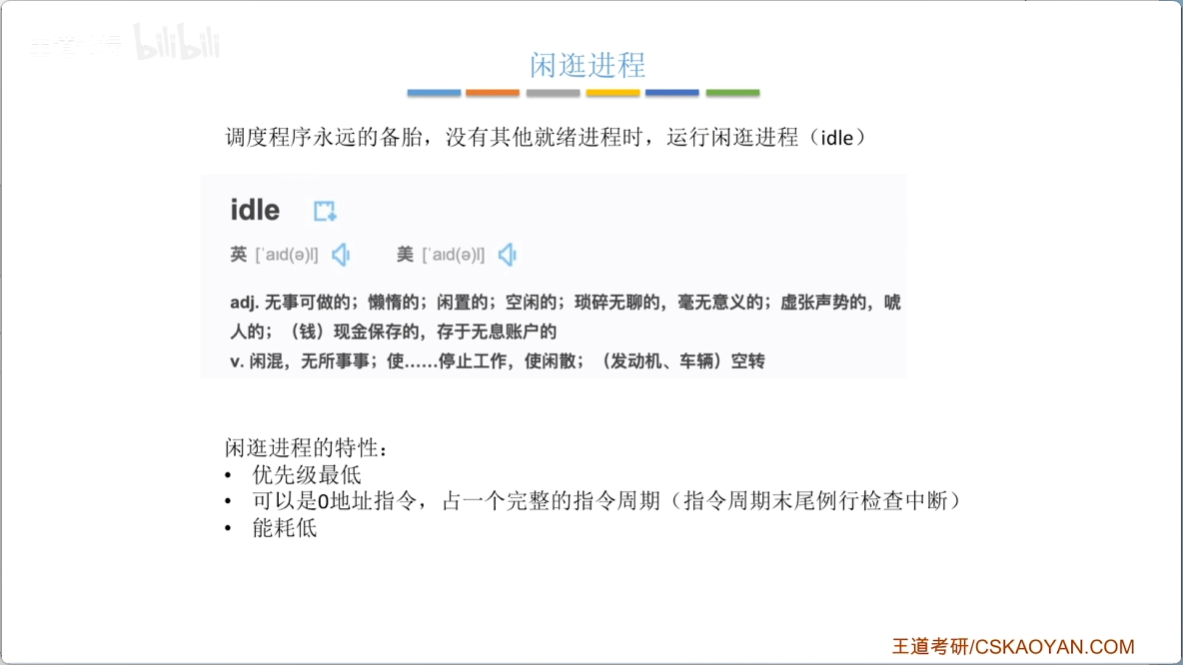 bilibili
闲逛进程
调度程序永远的备胎，没有其他就绪进程时，运行闲逛进程（idle）
idle
英 [ˈaɪd(ə)l] 美 [ˈaɪd(ə)l]
adj. 无事可做的；懒惰的；闲置的；空闲的；琐碎无聊的，毫无意义的；虚张声势的，唬
人的；（钱）现金保存的，存于无息账户的
v. 闲混，无所事事；使……停止工作，使闲散；（发动机、车辆）空转
闲逛进程的特性：
• 优先级最低
• 可以是0地址指令，占一个完整的指令周期（指令周期末尾例行检查中断）
• 能耗低
王道考研/CSKAOYAN.COM